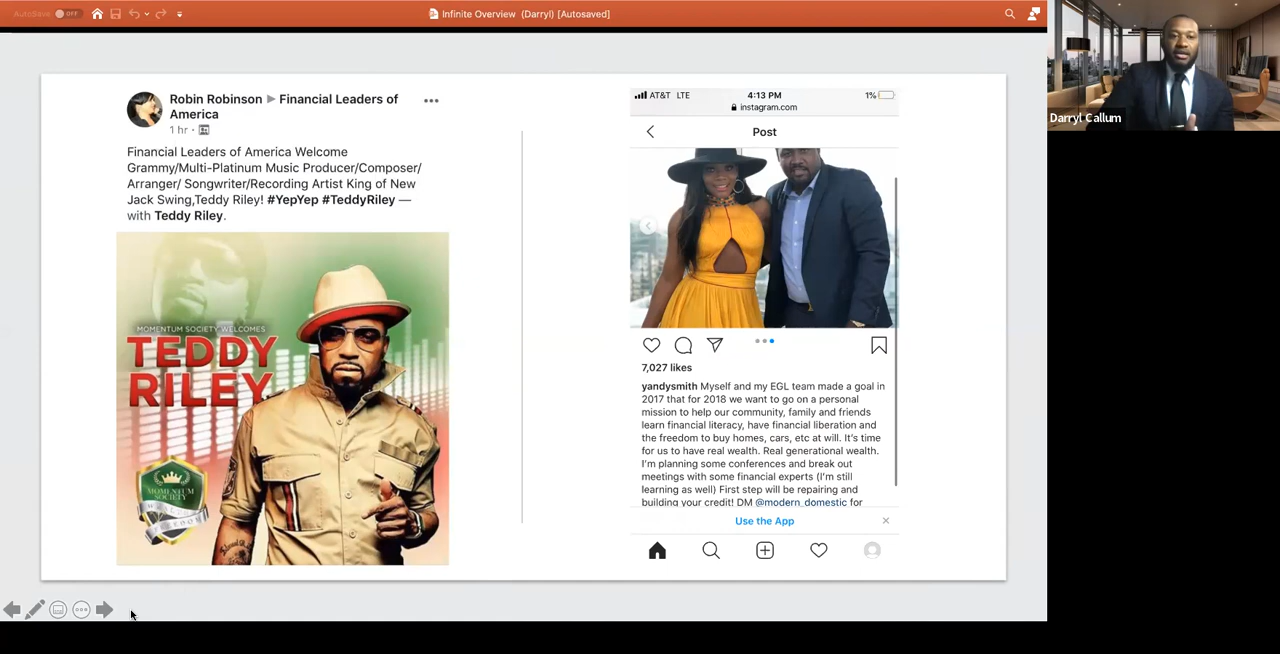 AutoSave OFF
Infinite Overview (Darryl) [Autosaved]
Robin Robinson ▶ Financial Leaders of
America
1 hr ·
Financial Leaders of America Welcome
Grammy/Multi-Platinum Music Producer/Composer/
Arranger/ Songwriter/Recording Artist King of New
Jack Swing,Teddy Riley! #YepYep #TeddyRiley —
with Teddy Riley.
MOMENTUM SOCIETY WELCOMES
TEDDY
RILEY
MOMENTUM
SOCIETY
AT&T LTE 4:13 PM 1%
instagram.com
Post
7,027 likes
yandysmith Myself and my EGL team made a goal in
2017 that for 2018 we want to go on a personal
mission to help our community, family and friends
learn financial literacy, have financial liberation and
the freedom to buy homes, cars, etc at will. It's time
for us to have real wealth. Real generational wealth.
I'm planning some conferences and break out
meetings with some financial experts (I'm still
learning as well) First step will be repairing and
building your credit! DM @modern_domestic for
Use the App
Darryl Callum